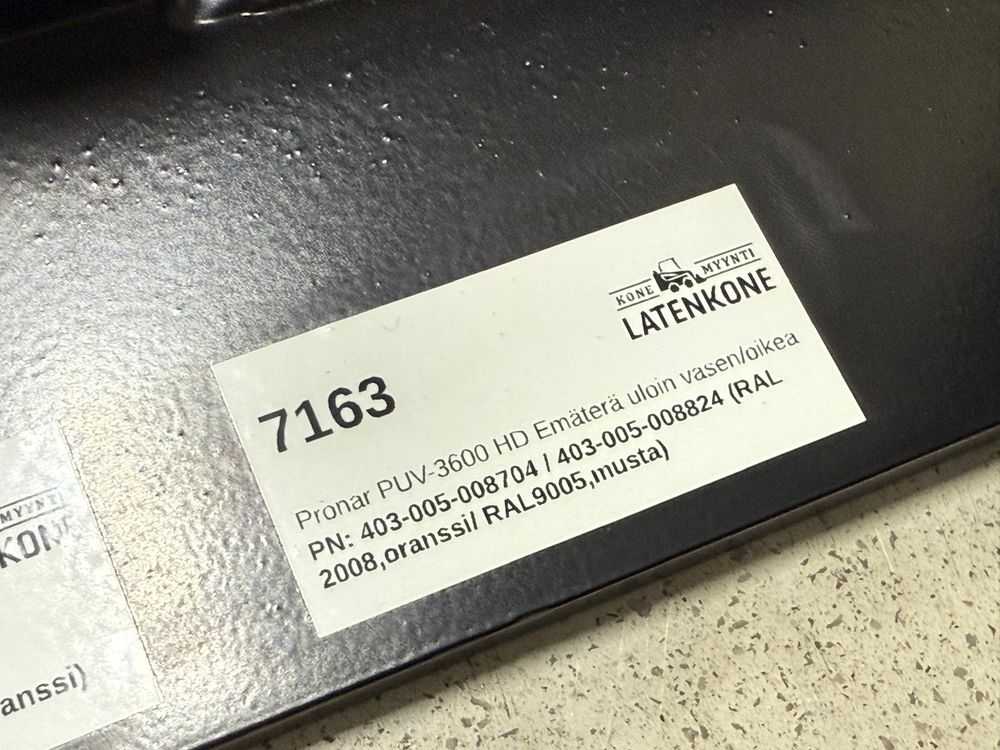 KONE MYYNTI
LATENKONE
7163
Pronar PUV-3600 HD Emäterä uloin vasen/oikea
PN: 403-005-008704 / 403-005-008824 (RAL
2008,oranssi/ RAL9005,musta)
MYYNTI
KONE
anssi)